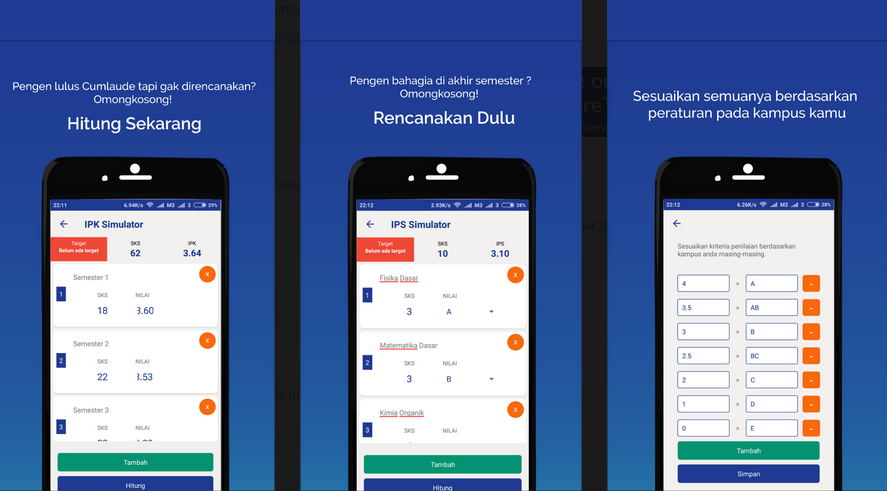 Pengen lulus Cumlaude tapi gak direncanakan?
Omongkosong!
Hitung Sekarang
22:11 6.94K/s M3 3 29%
IPK Simulator
Target
Belum ada target
SKS
62
IPK
3.64
Semester 1
X
1
SKS NILAI
18 3.60
Semester 2
X
2
SKS NILAI
22 3.53
Semester 3
X
3
SKS NILAI
Tambah
Hitung
Pengen bahagia di akhir semester ?
Omongkosong!
Rencanakan Dulu
22:12 2.93K/s M3 3 28%
IPS Simulator
Target
Belum ada target
SKS
10
IPS
3.10
Fisika Dasar
X
1
SKS NILAI
3 A
Matematika Dasar
X
2
SKS NILAI
3 B
Kimia Organik
X
3
SKS NILAI
Tambah
Hitung
Sesuaikan semuanya berdasarkan
peraturan pada kampus kamu
22:12 6.26K/s M3 3 28%
Sesuaikan kriteria penilaian berdasarkan
kampus anda masing-masing.
4 > A -
3.5 > AB -
3 > B -
2.5 > BC -
2 > C -
1 > D -
0 > E -
Tambah
Simpan